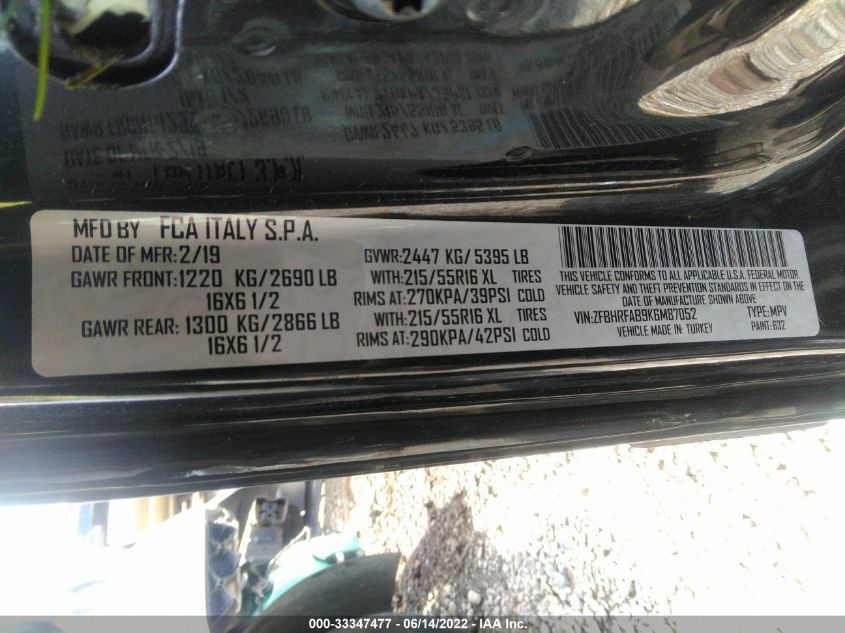 MFD BY FCA ITALY S.P.A.
DATE OF MFR: 2/19
GAWR FRONT: 1220 KG/2690 LB
16X6 1/2
GAWR REAR: 1300 KG/2866 LB
16X6 1/2
GVWR: 2447 KG/ 5395 LB
WITH: 215/55R16 XL TIRES
RIMS AT: 270KPA/39PSI COLD
WITH: 215/55R16 XL TIRES
RIMS AT: 290KPA/42PSI COLD
THIS VEHICLE CONFORMS TO ALL APPLICABLE U.S.A. FEDERAL MOTOR
VEHICLE SAFETY AND THEFT PREVENTION STANDARDS IN EFFECT ON THE
DATE OF MANUFACTURE SHOWN ABOVE.
VIN: ZFBHRFAB9K6M87052 TYPE: MPV
VEHICLE MADE IN: TURKEY PAINT: 632
000-33347477 - 06/14/2022 - IAA Inc.